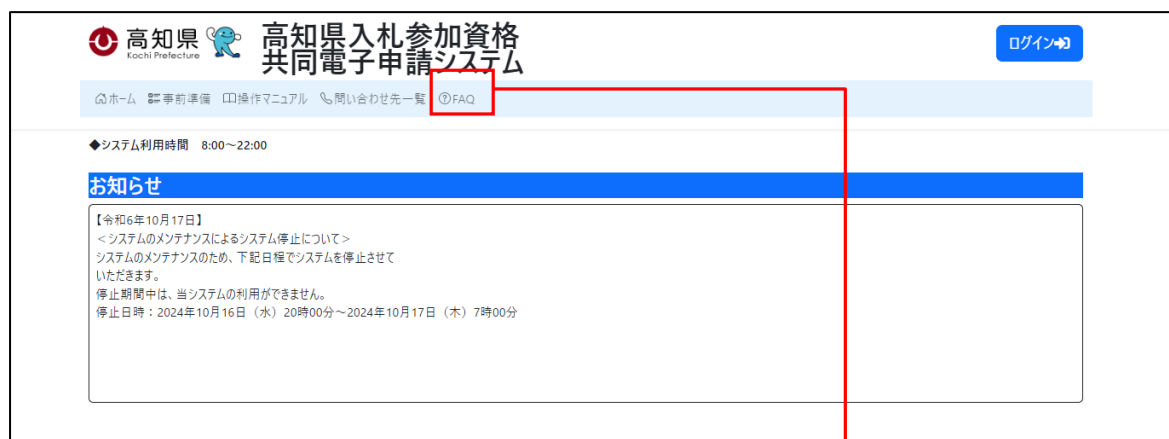 高知県
Kochi Prefecture
高知県入札参加資格
共同電子申請システム
ログイン
ホーム 事前準備 操作マニュアル 問い合わせ先一覧 FAQ
◆システム利用時間 8:00～22:00
お知らせ
【令和6年10月17日】
＜システムのメンテナンスによるシステム停止について＞
システムのメンテナンスのため、下記日程でシステムを停止させて
いただきます。
停止期間中は、当システムの利用ができません。
停止日時：2024年10月16日（水）20時00分～2024年10月17日（木）7時00分